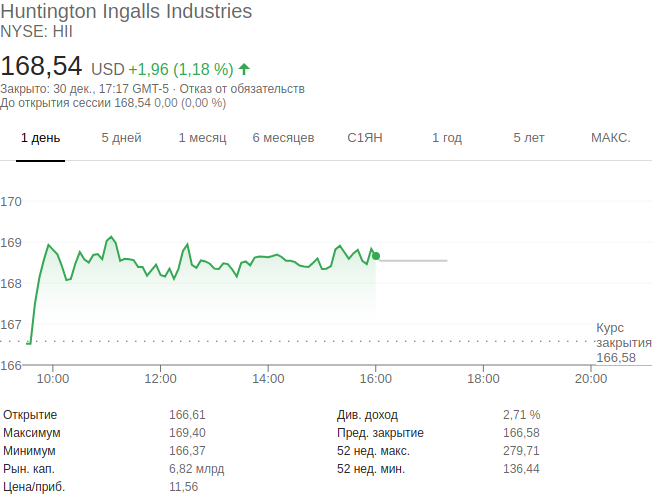 Huntington Ingalls Industries
NYSE: HII
168,54 USD +1,96 (1,18 %)
Закрыто: 30 дек., 17:17 GMT-5 · Отказ от обязательств
До открытия сессии 168,54 0,00 (0,00 %)
1 день 5 дней 1 месяц 6 месяцев С1ЯН 1 год 5 лет МАКС.
170
169
168
167
Курс
закрытия
166,58
166
10:00 12:00 14:00 16:00 18:00 20:00
Открытие 166,61 Див. доход 2,71 %
Максимум 169,40 Пред. закрытие 166,58
Минимум 166,37 52 нед. макс. 279,71
Рын. кап. 6,82 млрд 52 нед. мин. 136,44
Цена/приб. 11,56